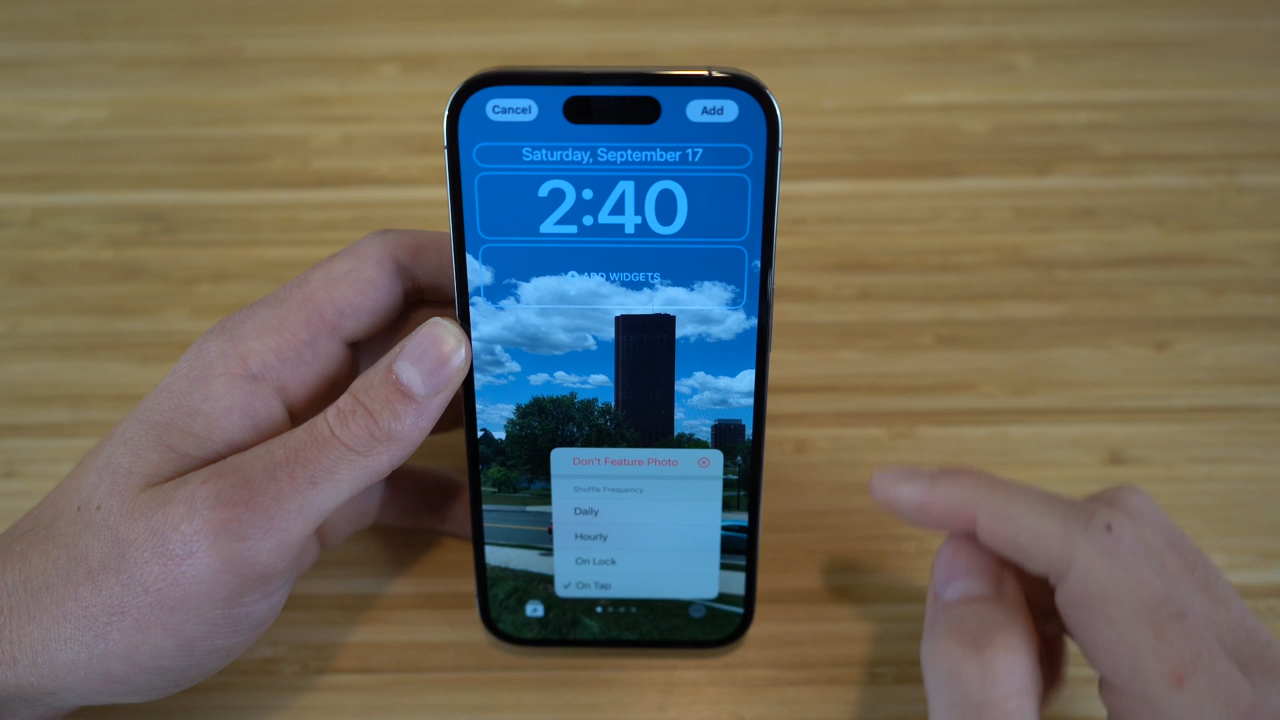 Cancel
Add
Saturday, September 17
2:40
ADD WIDGETS
Don't Feature Photo
Shuffle Frequency
Daily
Hourly
On Lock
On Tap